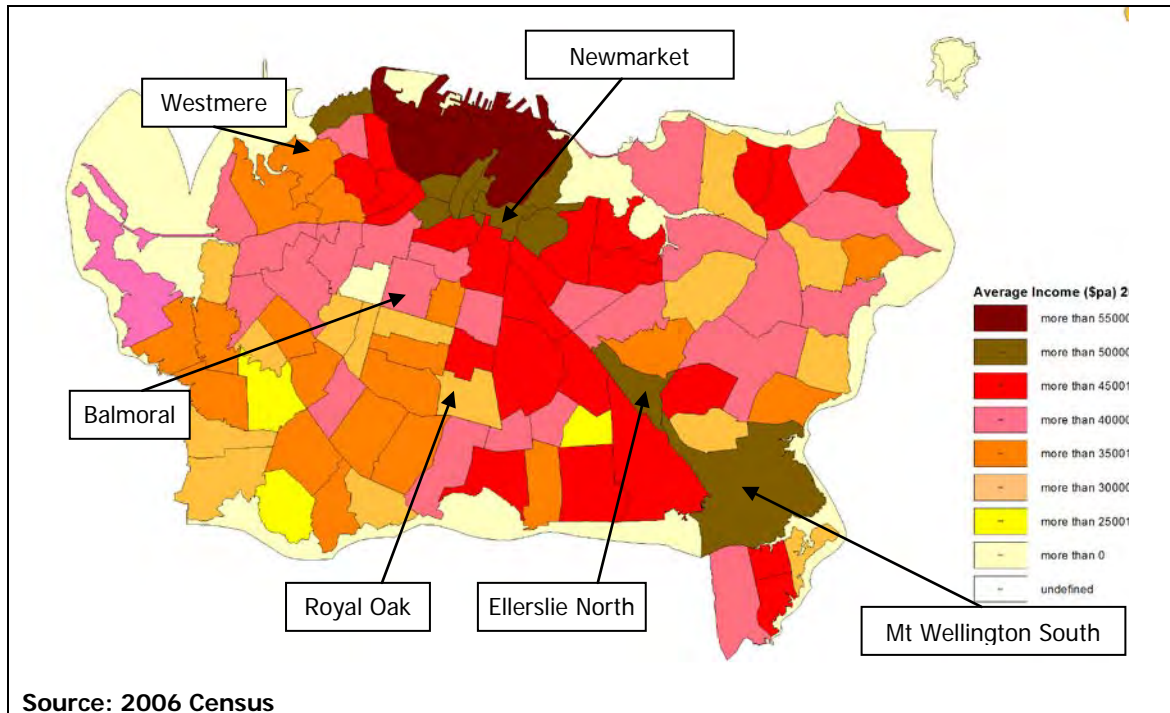 Newmarket
Westmere
Balmoral
Royal Oak
Ellerslie North
Mt Wellington South
Average Income ($pa) 2
more than 55000
more than 50000
more than 45001
more than 40000
more than 35001
more than 30000
more than 25001
more than 0
undefined
Source: 2006 Census